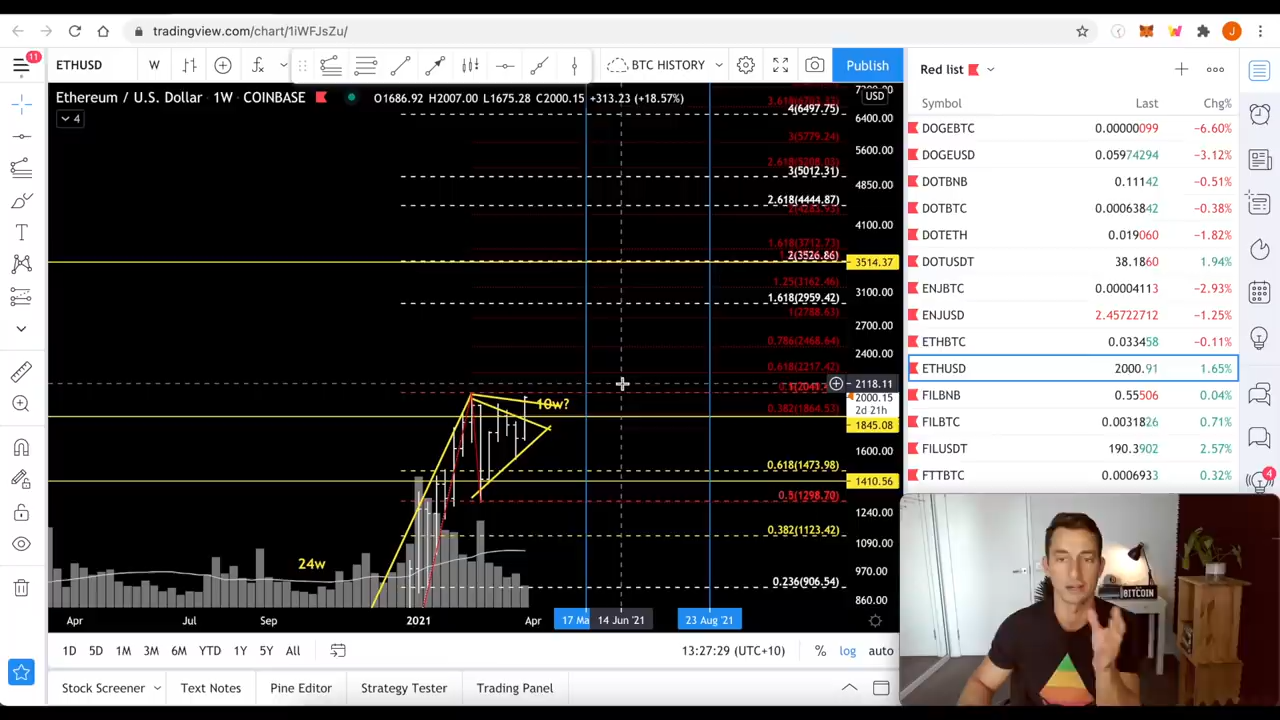 tradingview.com/chart/1iWFJsZu/
J
11
ETHUSD
W
BTC HISTORY
Publish
Red list
Ethereum / U.S. Dollar · 1W · COINBASE
O1686.92 H2007.00 L1675.28 C2000.15 +313.23 (+18.57%)
USD
4
Symbol Last Chg%
DOGEBTC 0.00000099 −6.60%
DOGEUSD 0.05974294 −3.12%
DOTBNB 0.11142 −0.51%
DOTBTC 0.00063842 −0.38%
DOTETH 0.019060 −1.82%
DOTUSDT 38.1860 1.94%
ENJBTC 0.00004113 −2.93%
ENJUSD 2.45722712 −1.25%
ETHBTC 0.033458 −0.11%
ETHUSD 2000.91 1.65%
FILBNB 0.55506 0.04%
FILBTC 0.0031826 0.71%
FILUSDT 190.3902 2.57%
FTTBTC 0.0006933 0.32%
4
4(6497.75)
6400.00
3(5779.24)
5600.00
3(5012.31)
4850.00
2.618(4444.87)
4100.00
1.618(3712.73)
2(3526.86)
3514.37
1.25(3162.46)
3100.00
1.618(2959.42)
1(2788.63)
2700.00
0.786(2468.64)
2400.00
0.618(2217.42)
2118.11
2000.15
2d 21h
0.382(1864.53)
1845.08
10w?
1600.00
0.618(1473.98)
1410.56
0.5(1298.70)
1240.00
0.382(1123.42)
1090.00
24w
970.00
0.236(906.54)
860.00
Apr Jul Sep 2021 Apr 17 Ma 14 Jun '21 23 Aug '21
1D 5D 1M 3M 6M YTD 1Y 5Y All
13:27:29 (UTC+10) % log auto
Stock Screener Text Notes Pine Editor Strategy Tester Trading Panel
BITCOIN